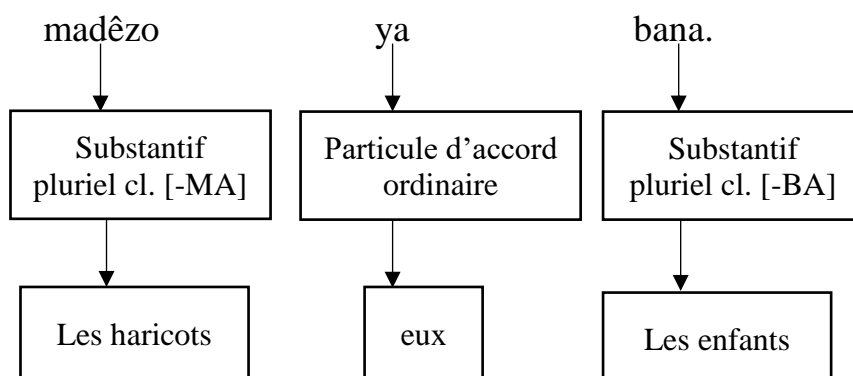 madêzo ya bana.
Substantif pluriel cl. [-MA]
Particule d’accord ordinaire
Substantif pluriel cl. [-BA]
Les haricots
eux
Les enfants